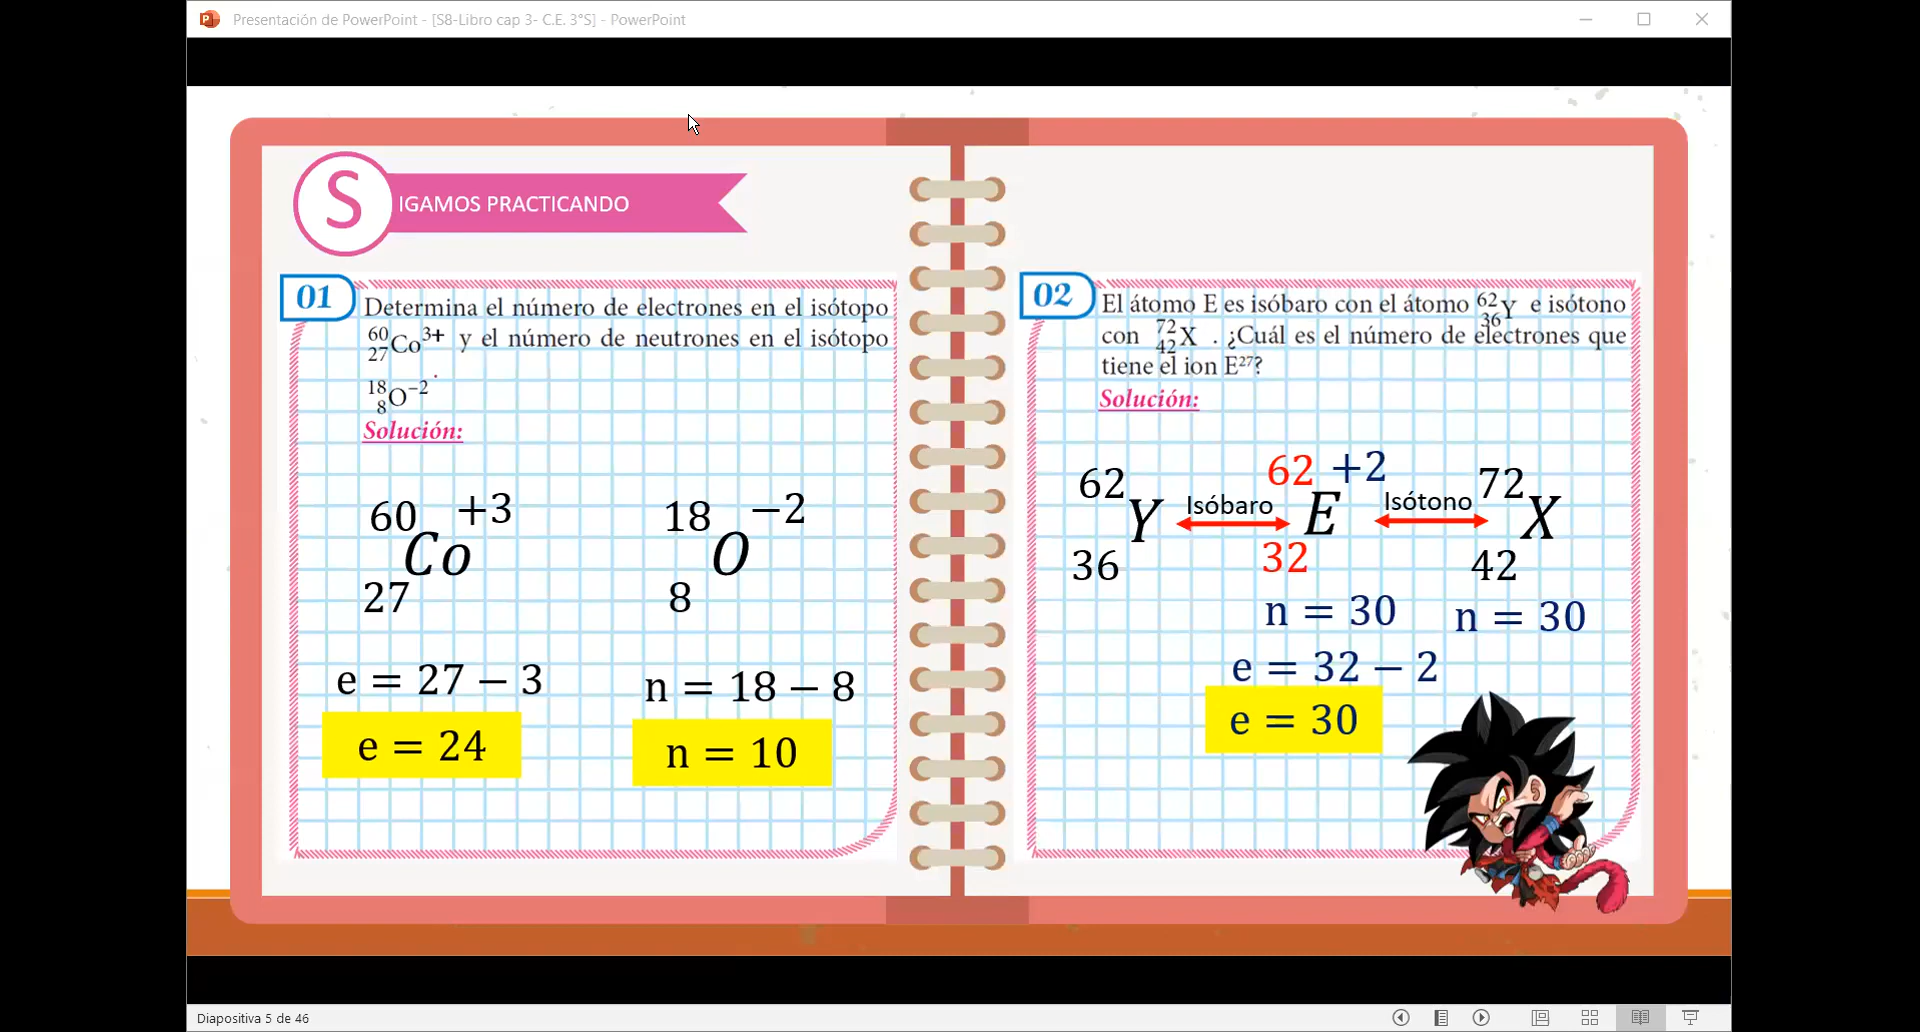 Presentación de PowerPoint - [S8-Libro cap 3- C.E. 3°S] - PowerPoint
S IGAMOS PRACTICANDO
01
Determina el número de electrones en el isótopo
60 27 Co 3+ y el número de neutrones en el isótopo
18 8 O −2 .
Solución:
60 +3
Co
27
18 −2
O
8
e = 27 − 3
e = 24
n = 18 − 8
n = 10
02
El átomo E es isóbaro con el átomo 62 36 Y e isótono
con 72 42 X . ¿Cuál es el número de electrones que
tiene el ion E²⁷?
Solución:
62 Y 36
Isóbaro
62 +2
E
32
Isótono
72 X 42
n = 30
n = 30
e = 32 − 2
e = 30
Diapositiva 5 de 46